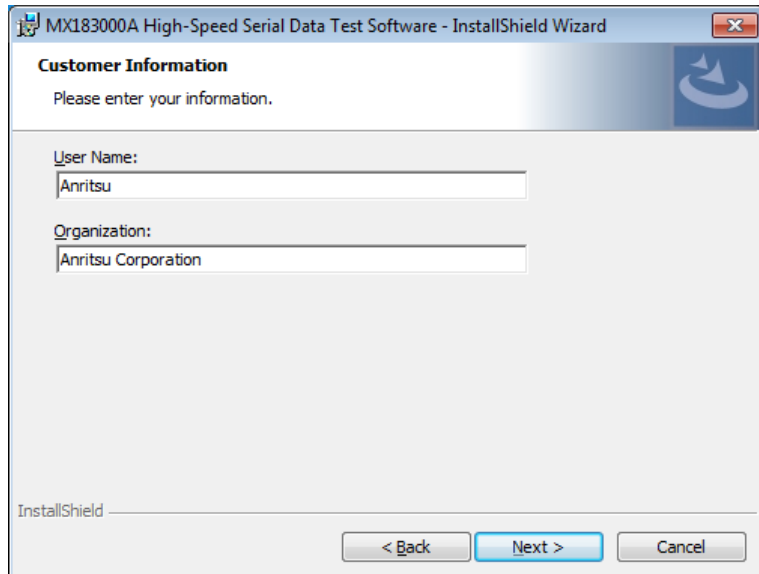 MX183000A High-Speed Serial Data Test Software - InstallShield Wizard
Customer Information
Please enter your information.
User Name:
Anritsu
Organization:
Anritsu Corporation
InstallShield
< Back
Next >
Cancel